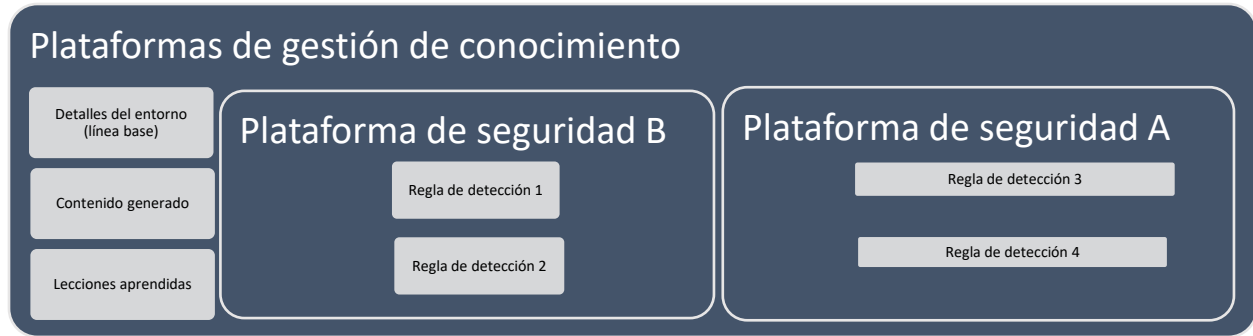 Plataformas de gestión de conocimiento
Detalles del entorno
(línea base)
Contenido generado
Lecciones aprendidas
Plataforma de seguridad B
Regla de detección 1
Regla de detección 2
Plataforma de seguridad A
Regla de detección 3
Regla de detección 4